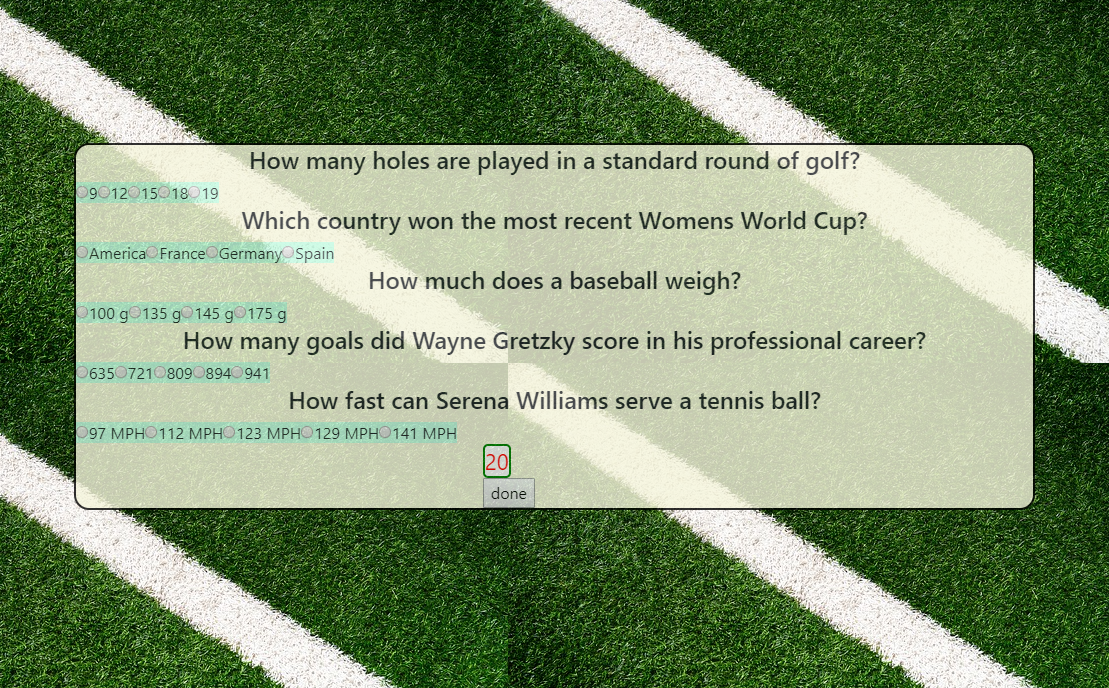 How many holes are played in a standard round of golf?
9 12 15 18 19
Which country won the most recent Womens World Cup?
America France Germany Spain
How much does a baseball weigh?
100 g 135 g 145 g 175 g
How many goals did Wayne Gretzky score in his professional career?
635 721 809 894 941
How fast can Serena Williams serve a tennis ball?
97 MPH 112 MPH 123 MPH 129 MPH 141 MPH
20
done